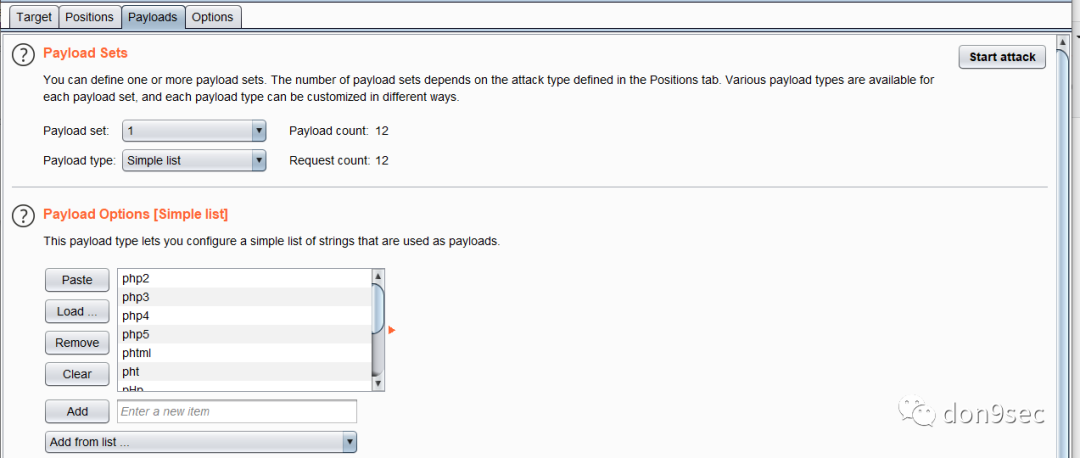 Target Positions Payloads Options
? Payload Sets
Start attack
You can define one or more payload sets. The number of payload sets depends on the attack type defined in the Positions tab. Various payload types are available for
each payload set, and each payload type can be customized in different ways.
Payload set: 1 Payload count: 12
Payload type: Simple list Request count: 12
? Payload Options [Simple list]
This payload type lets you configure a simple list of strings that are used as payloads.
Paste
Load ...
Remove
Clear
php2
php3
php4
php5
phtml
pht
pHp
Add Enter a new item
Add from list ...
don9sec